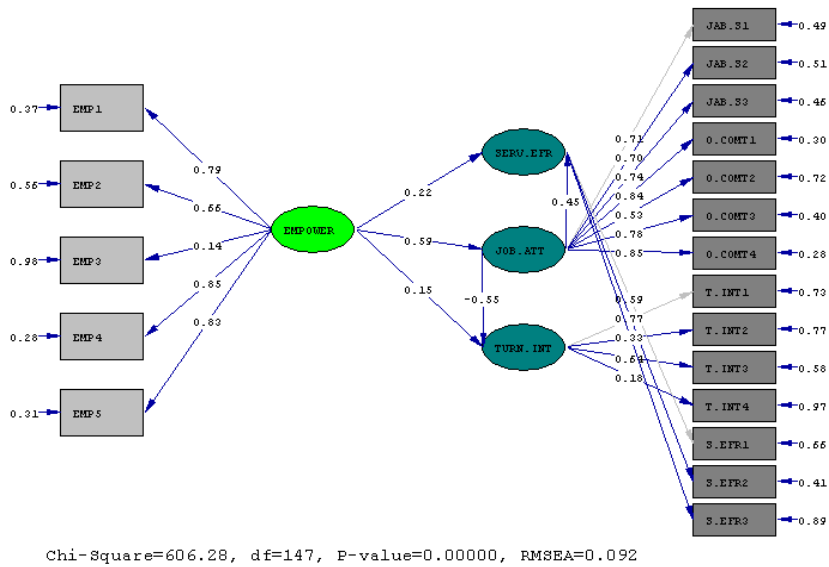 JAB.S1
0.49
JAB.S2
0.51
JAB.S3
0.46
O.COMT1
0.30
O.COMT2
0.72
O.COMT3
0.40
O.COMT4
0.28
T.INT1
0.73
T.INT2
0.77
T.INT3
0.58
T.INT4
0.97
S.EFR1
0.66
S.EFR2
0.41
S.EFR3
0.89
0.37
EMP1
0.56
EMP2
0.98
EMP3
0.28
EMP4
0.31
EMP5
0.79
0.66
0.14
0.85
0.83
EMPOWER
0.22
0.59
0.15
SERV.EFR
0.45
JOB.ATT
-0.55
TURN.INT
0.71
0.70
0.74
0.84
0.53
0.78
0.85
0.59
0.77
0.33
0.64
0.18
Chi-Square=606.28, df=147, P-value=0.00000, RMSEA=0.092